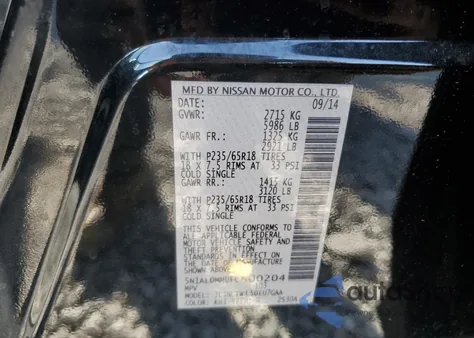 MFD BY NISSAN MOTOR CO., LTD.
DATE: 09/14
GVWR: 2715 KG
5986 LB
GAWR FR.: 1325 KG
2921 LB
WITH P235/65R18 TIRES
18 X 7.5 RIMS AT 33 PSI
COLD SINGLE
GAWR RR.: 1415 KG
3120 LB
WITH P235/65R18 TIRES
18 X 7.5 RIMS AT 33 PSI
COLD SINGLE
THIS VEHICLE CONFORMS TO
ALL APPLICABLE FEDERAL
MOTOR VEHICLE SAFETY AND
THEFT PREVENTION
STANDARDS IN EFFECT ON
THE DATE OF MANUFACTURE
SHOWN ABOVE.
MPV
COLOR: